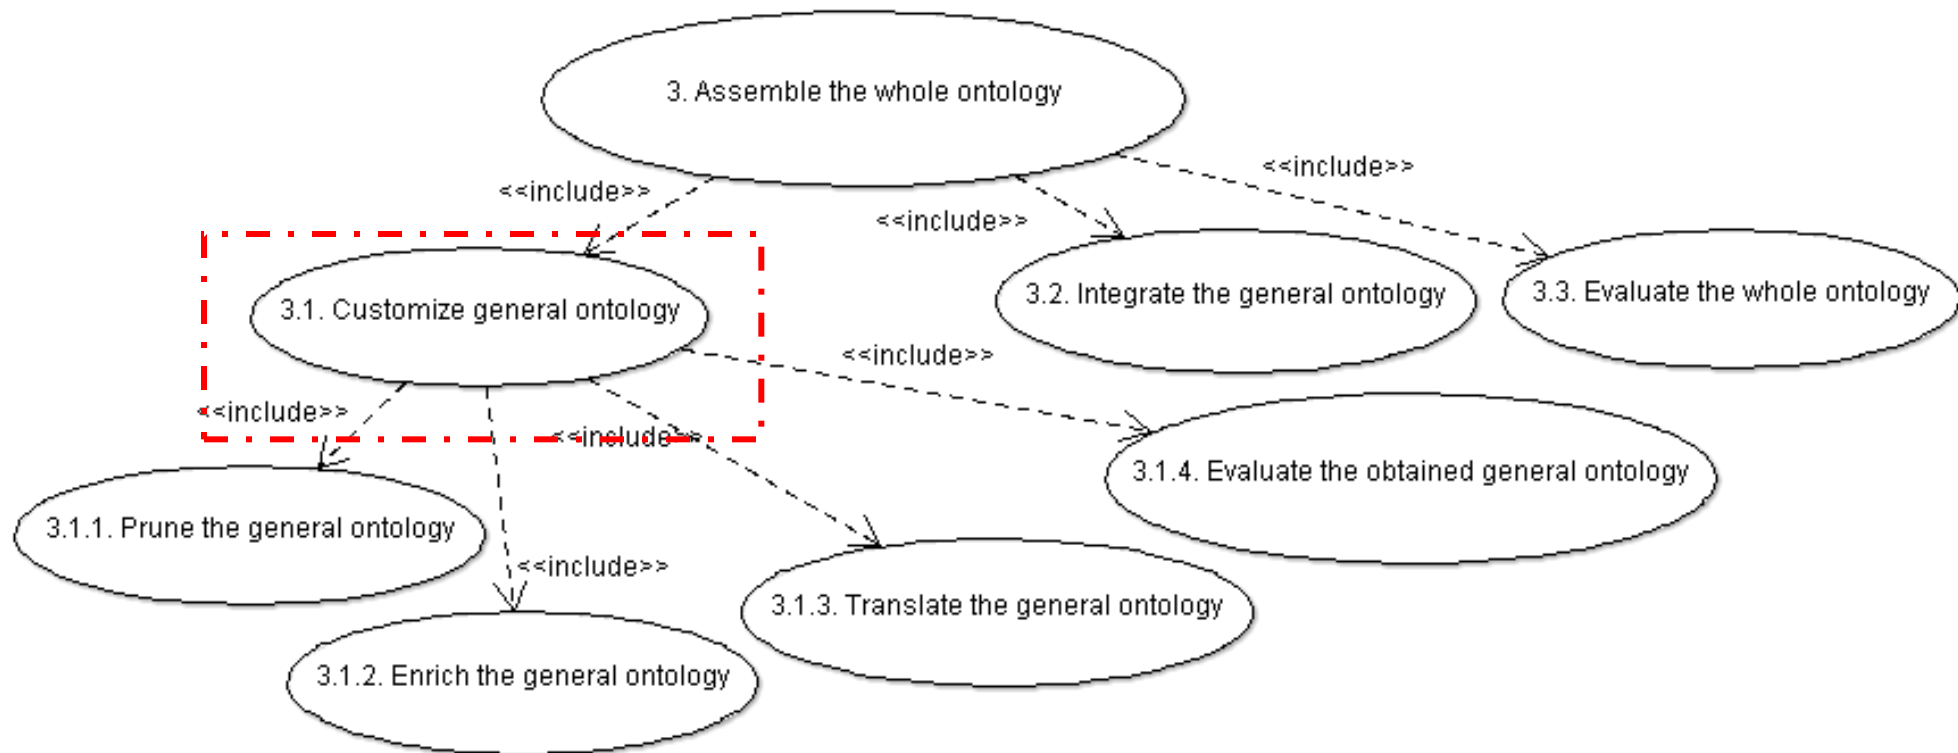 3. Assemble the whole ontology
<<include>>
<<include>>
<<include>>
3.1. Customize general ontology
3.2. Integrate the general ontology
3.3. Evaluate the whole ontology
<<include>>
<<include>>
<<include>>
3.1.4. Evaluate the obtained general ontology
3.1.1. Prune the general ontology
<<include>>
3.1.3. Translate the general ontology
3.1.2. Enrich the general ontology